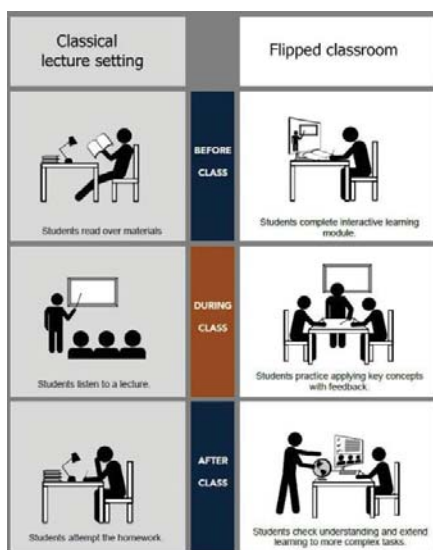 Classical
lecture setting
Flipped classroom
BEFORE
CLASS
Students read over materials
Students complete interactive learning
module.
DURING
CLASS
Students listen to a lecture.
Students practice applying key concepts
with feedback.
AFTER
CLASS
Students attempt the homework.
Students check understanding and extend
learning to more complex tasks.